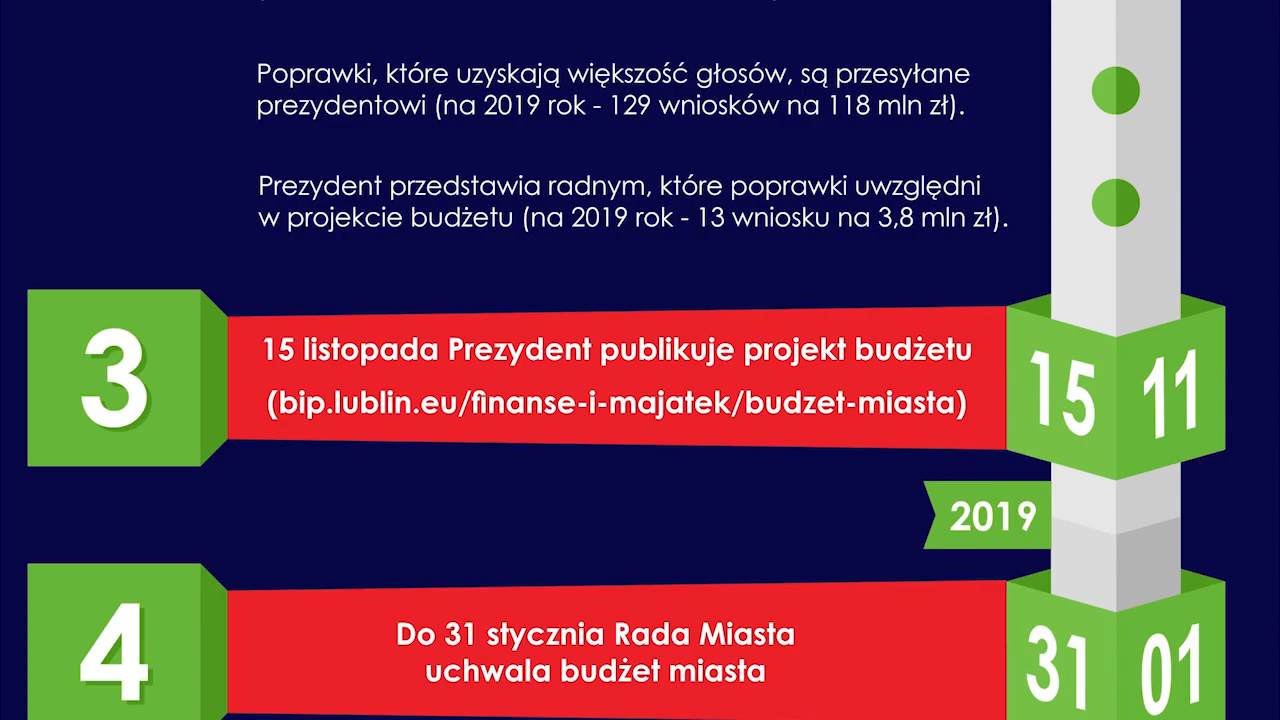 Poprawki, które uzyskają większość głosów, są przesyłane
prezydentowi (na 2019 rok - 129 wniosków na 118 mln zł).
Prezydent przedstawia radnym, które poprawki uwzględni
w projekcie budżetu (na 2019 rok - 13 wniosku na 3,8 mln zł).
3
15 listopada Prezydent publikuje projekt budżetu
(bip.lublin.eu/finanse-i-majatek/budzet-miasta)
15 11
2019
4
Do 31 stycznia Rada Miasta
uchwala budżet miasta
31 01